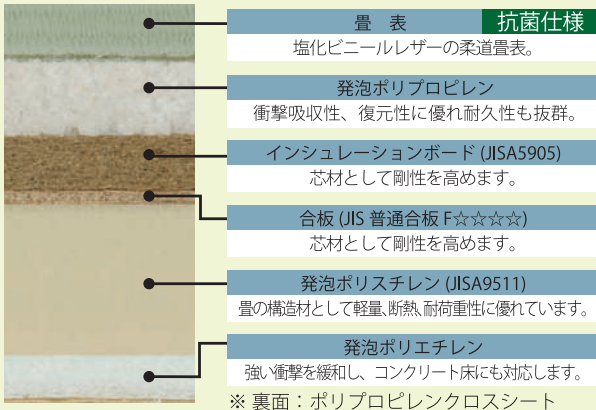 畳 表 抗菌仕様
塩化ビニールレザーの柔道畳表。
発泡ポリプロピレン
衝撃吸収性、復元性に優れ耐久性も抜群。
インシュレーションボード (JISA5905)
芯材として剛性を高めます。
合板 (JIS 普通合板 F☆☆☆☆)
芯材として剛性を高めます。
発泡ポリスチレン (JISA9511)
畳の構造材として軽量、断熱、耐荷重性に優れています。
発泡ポリエチレン
強い衝撃を緩和し、コンクリート床にも対応します。
※ 裏面：ポリプロピレンクロスシート